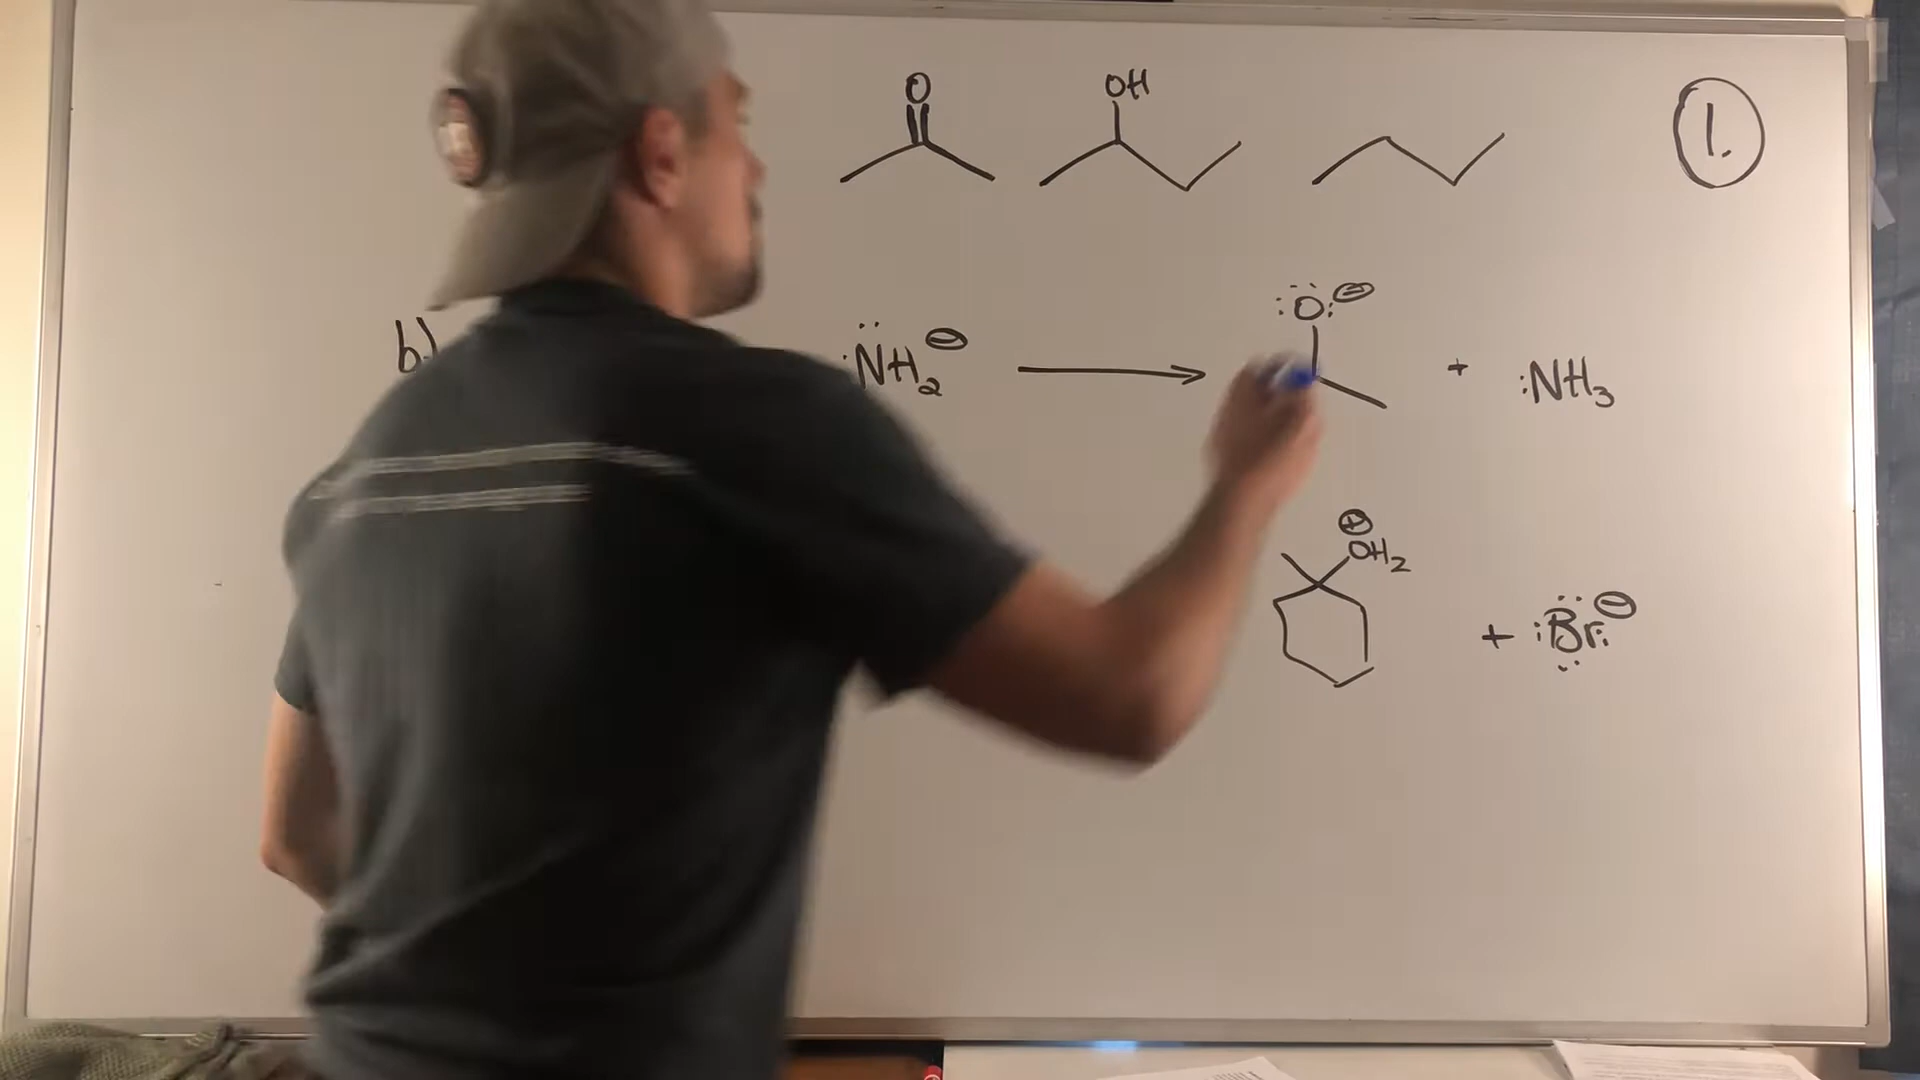 O OH 1.
b) :NH2⊖ ⟶ :O:⊖ + :NH3
⊕
OH2 + :Br:⊖